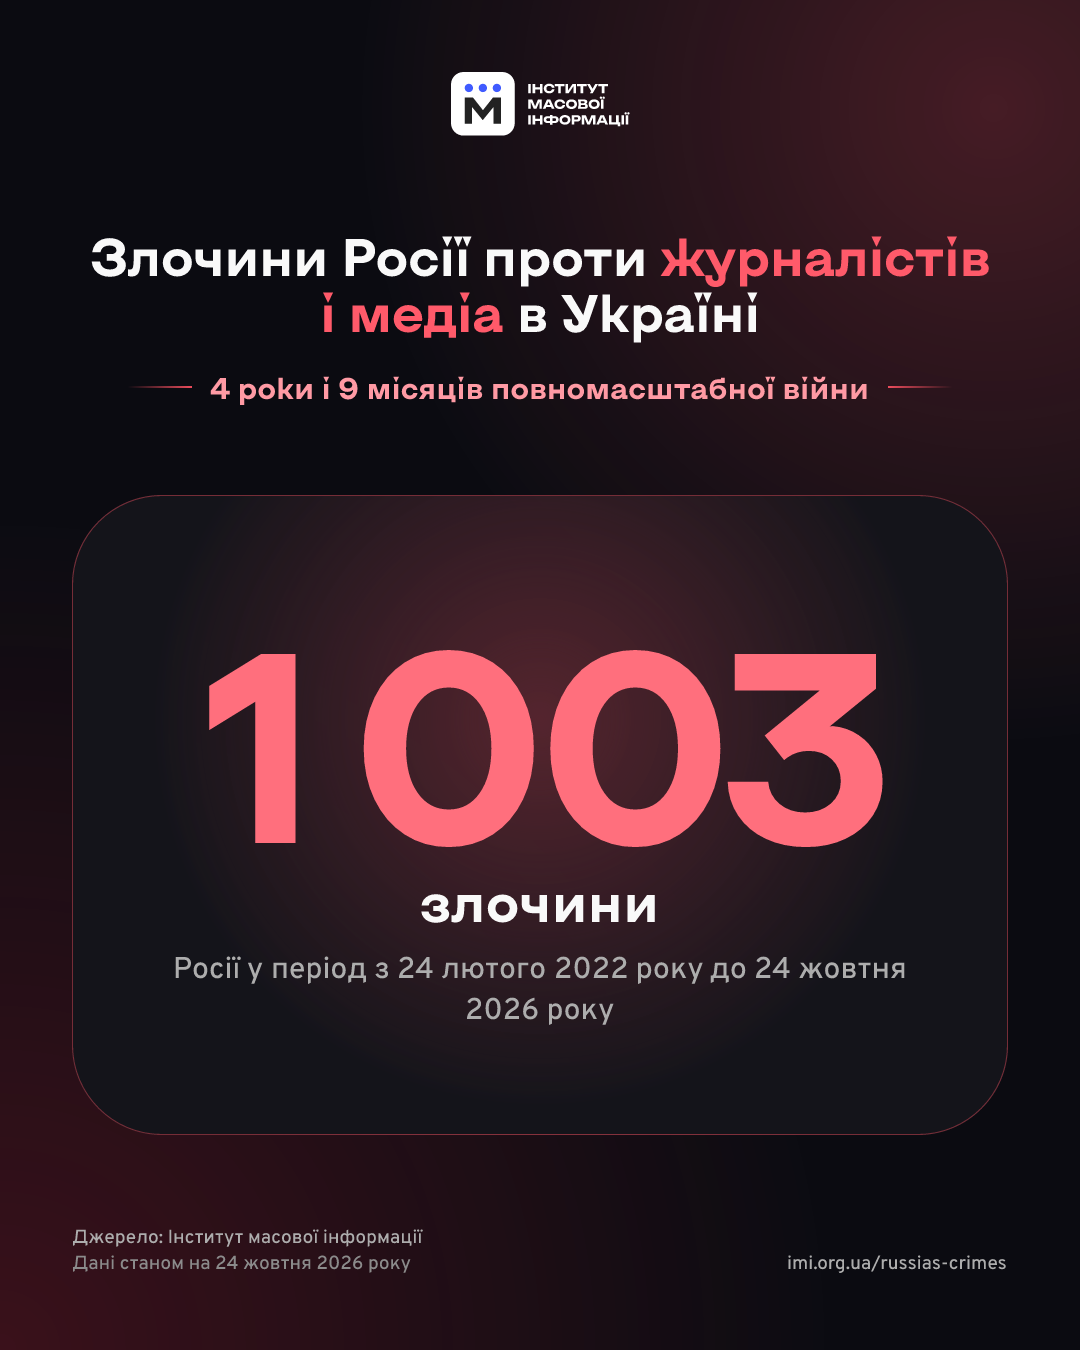 ІНСТИТУТ
МАСОВОЇ
ІНФОРМАЦІЇ
Злочини Росії проти журналістів
і медіа в Україні
4 роки і 9 місяців повномасштабної війни
1 003
злочини
Росії у період з 24 лютого 2022 року до 24 жовтня
2026 року
Джерело: Інститут масової інформації
Дані станом на 24 жовтня 2026 року
imi.org.ua/russias-crimes